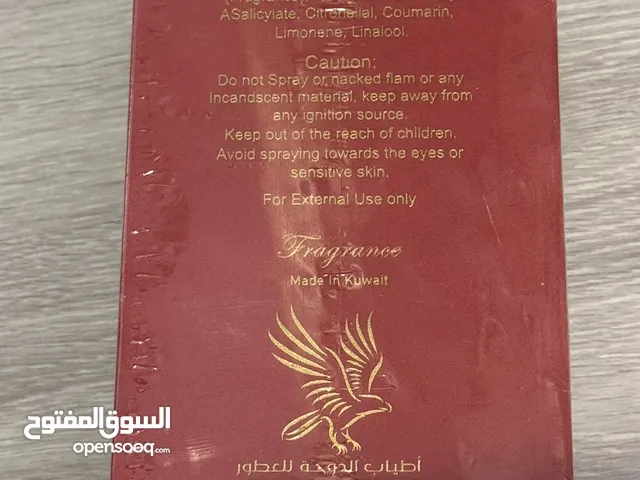 (Fragrance),
ASalicylate, Citronellal, Coumarin,
Limonene, Linalool.
Caution:
Do not Spray or nacked flam or any
Incandscent material, keep away from
any ignition source.
Keep out of the reach of children.
Avoid spraying towards the eyes or
sensitive skin.
For External Use only
Fragrance
Made in Kuwait
السوق المفتوح
opensooq.com
أطياب الدوحة للعطور